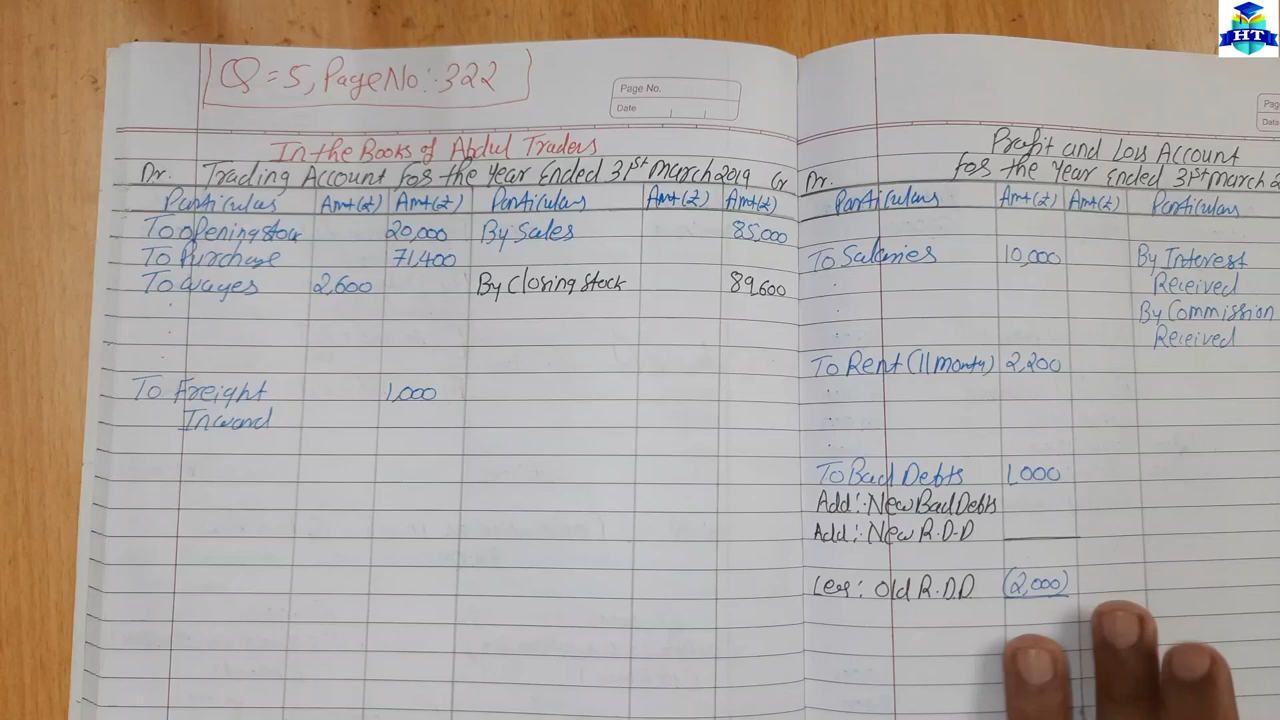 HT
Q=5, Page No:-322
Page No.
Date
In the Books of Abdul Traders
Dr. Trading Account for the Year Ended 31st March 2019 Cr
Particulars Amt(₹) Amt(₹) Particulars Amt(₹) Amt(₹)
To opening stock 20,000 By Sales 85,000
To Purchase 71,400
To wages 2,600 By Closing Stock 89,600
To Freight 1,000
Inward
Pag
Date
Profit and Loss Account
Dr. for the Year Ended 31st March 2
Particulars Amt(₹) Amt(₹) Particulars
To Salaries 10,000 By Interest
Received
By Commission
Received
To Rent (11 month) 2,200
To Bad Debts 1,000
Add:- New Bad Debts
Add:- New R.D.D
Less: Old R.D.D. (2,000)